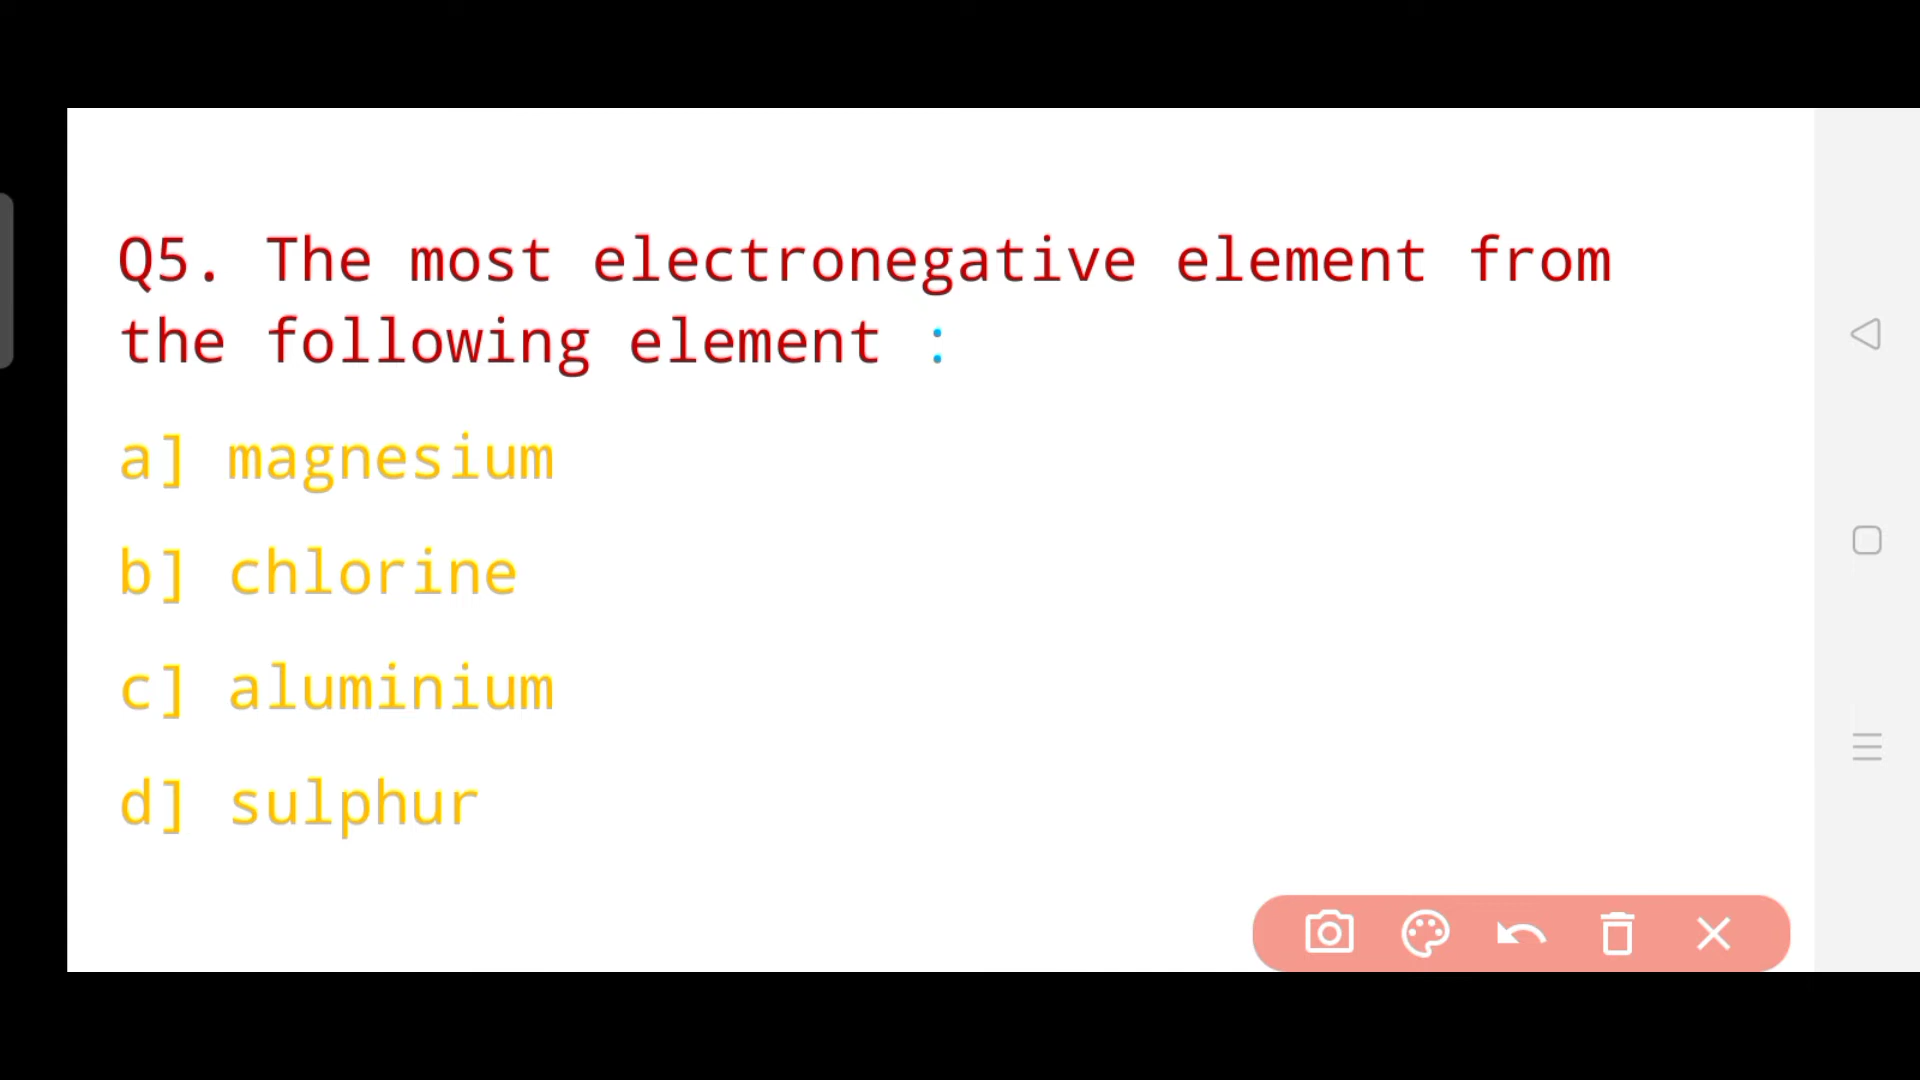 Q5. The most electronegative element from
the following element :
a] magnesium
b] chlorine
c] aluminium
d] sulphur